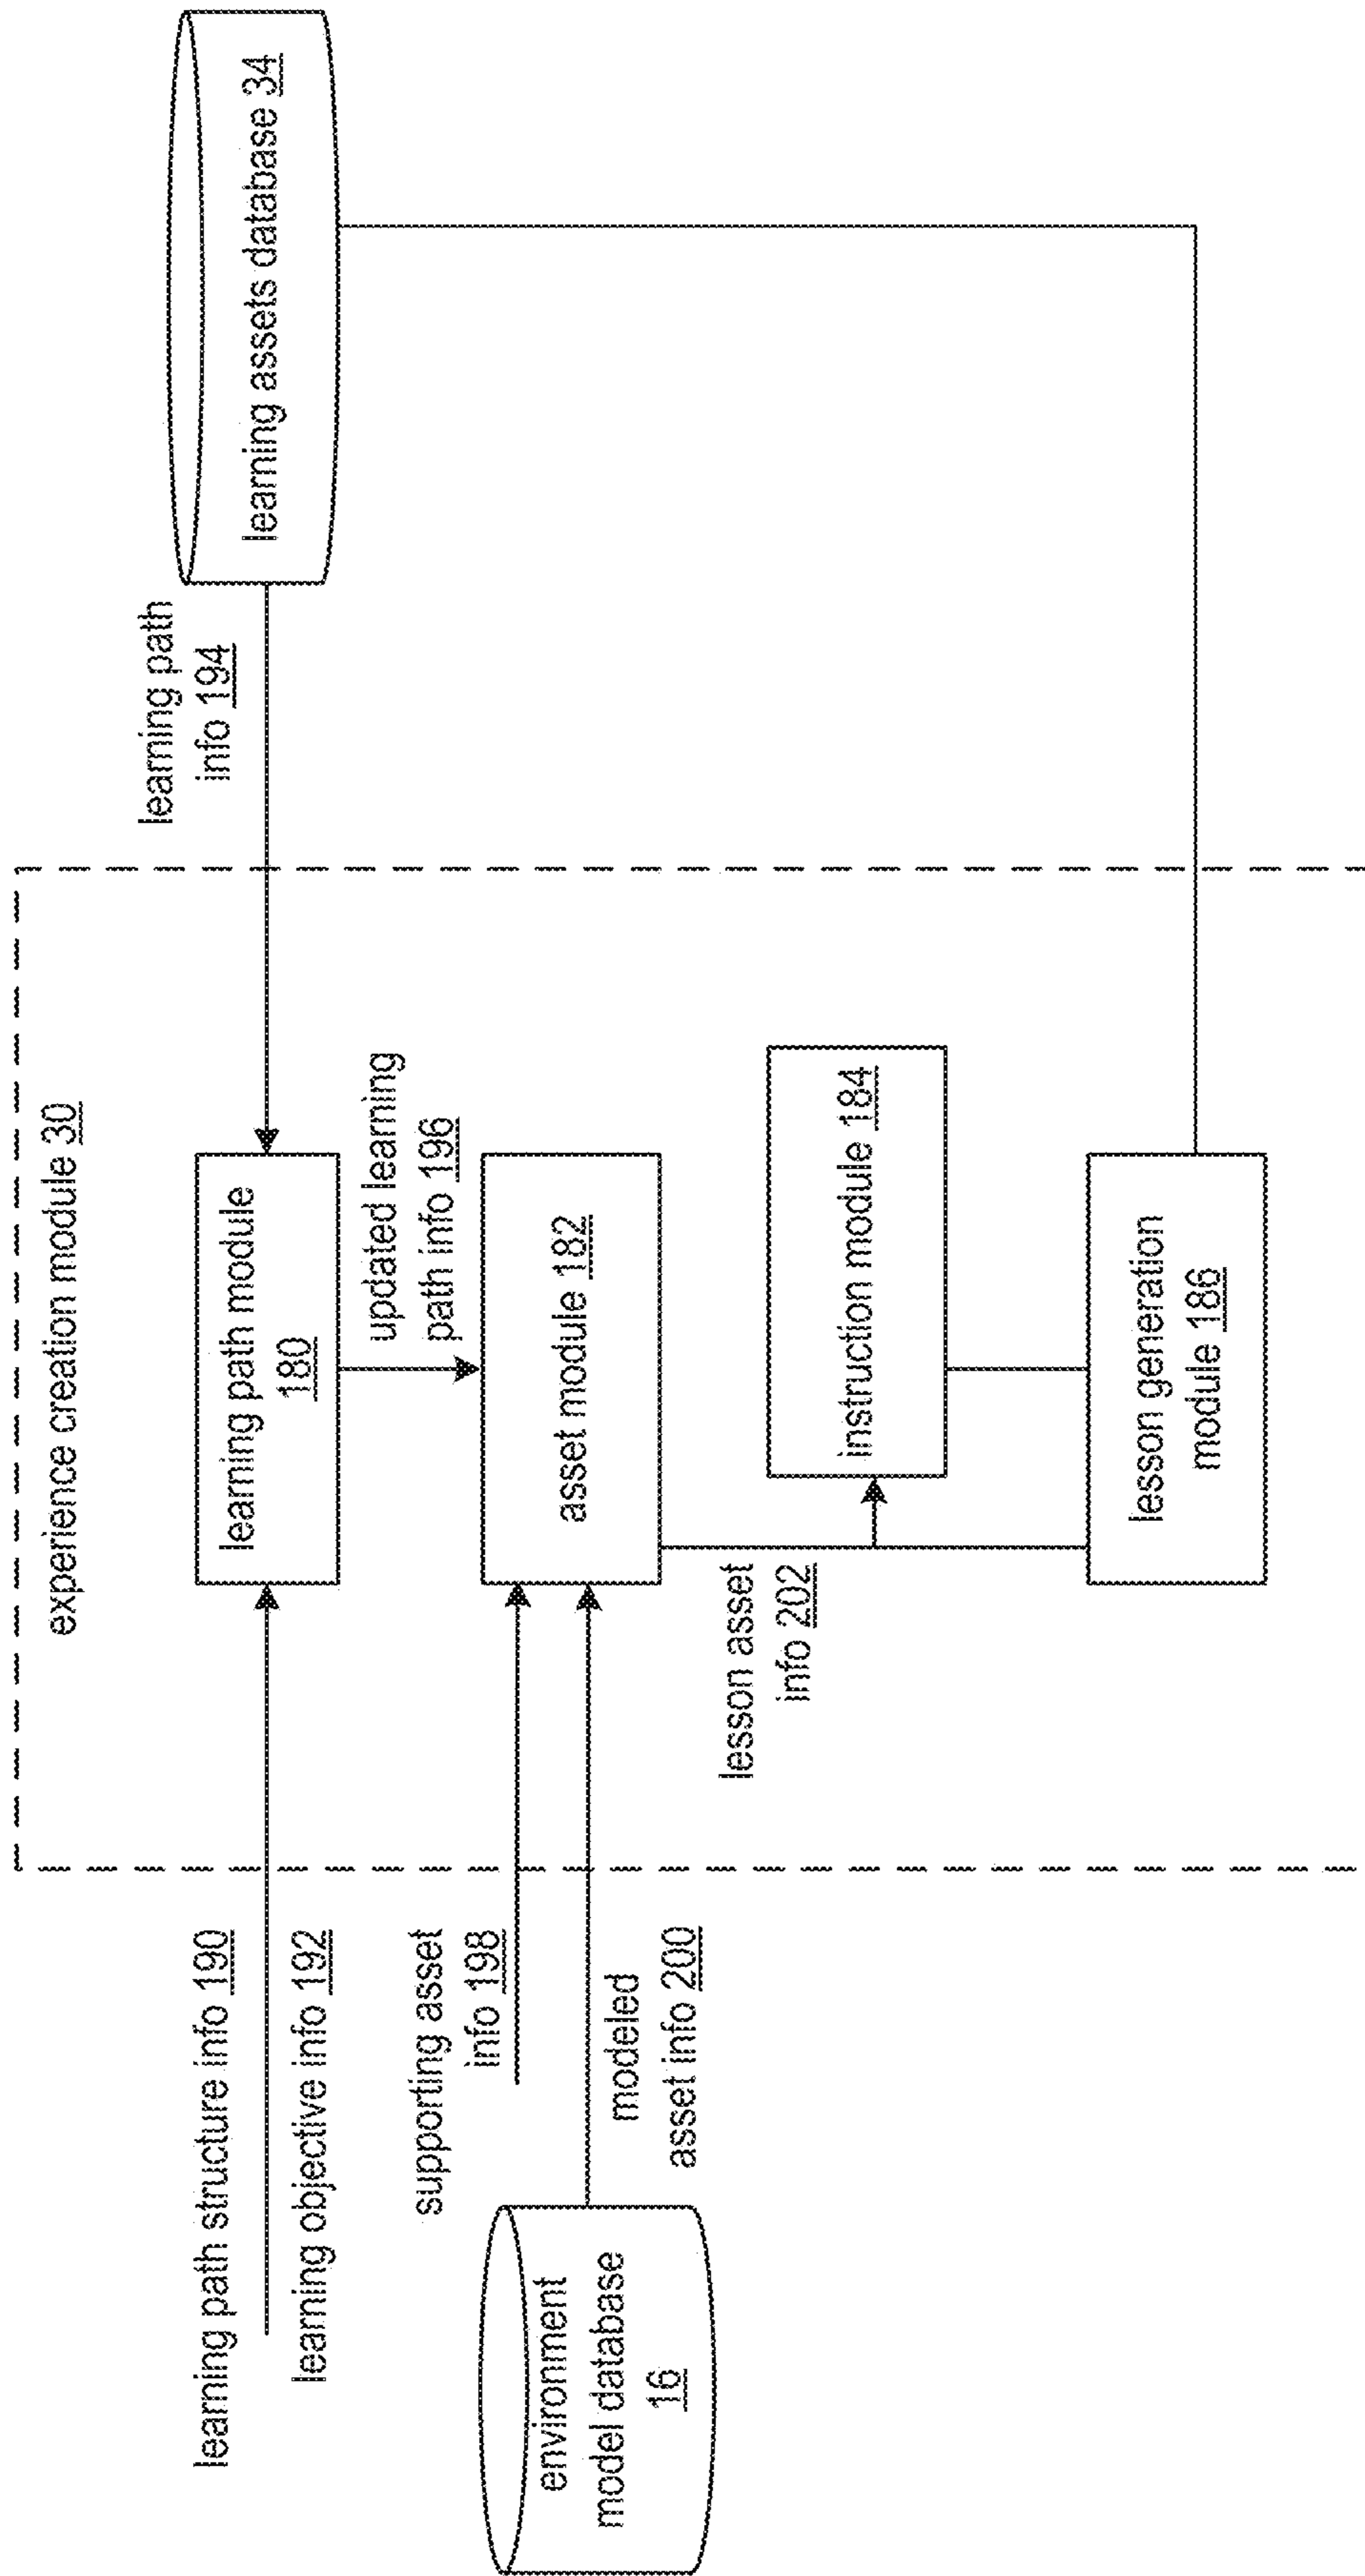 experience creation module 30
learning path structure info 190
learning objective info 192
learning path module
180
learning path
info 194
learning assets database 34
updated learning
path info 196
supporting asset
info 198
environment
model database
16
modeled
asset info 200
asset module 182
lesson asset
info 202
instruction module 184
lesson generation
module 186